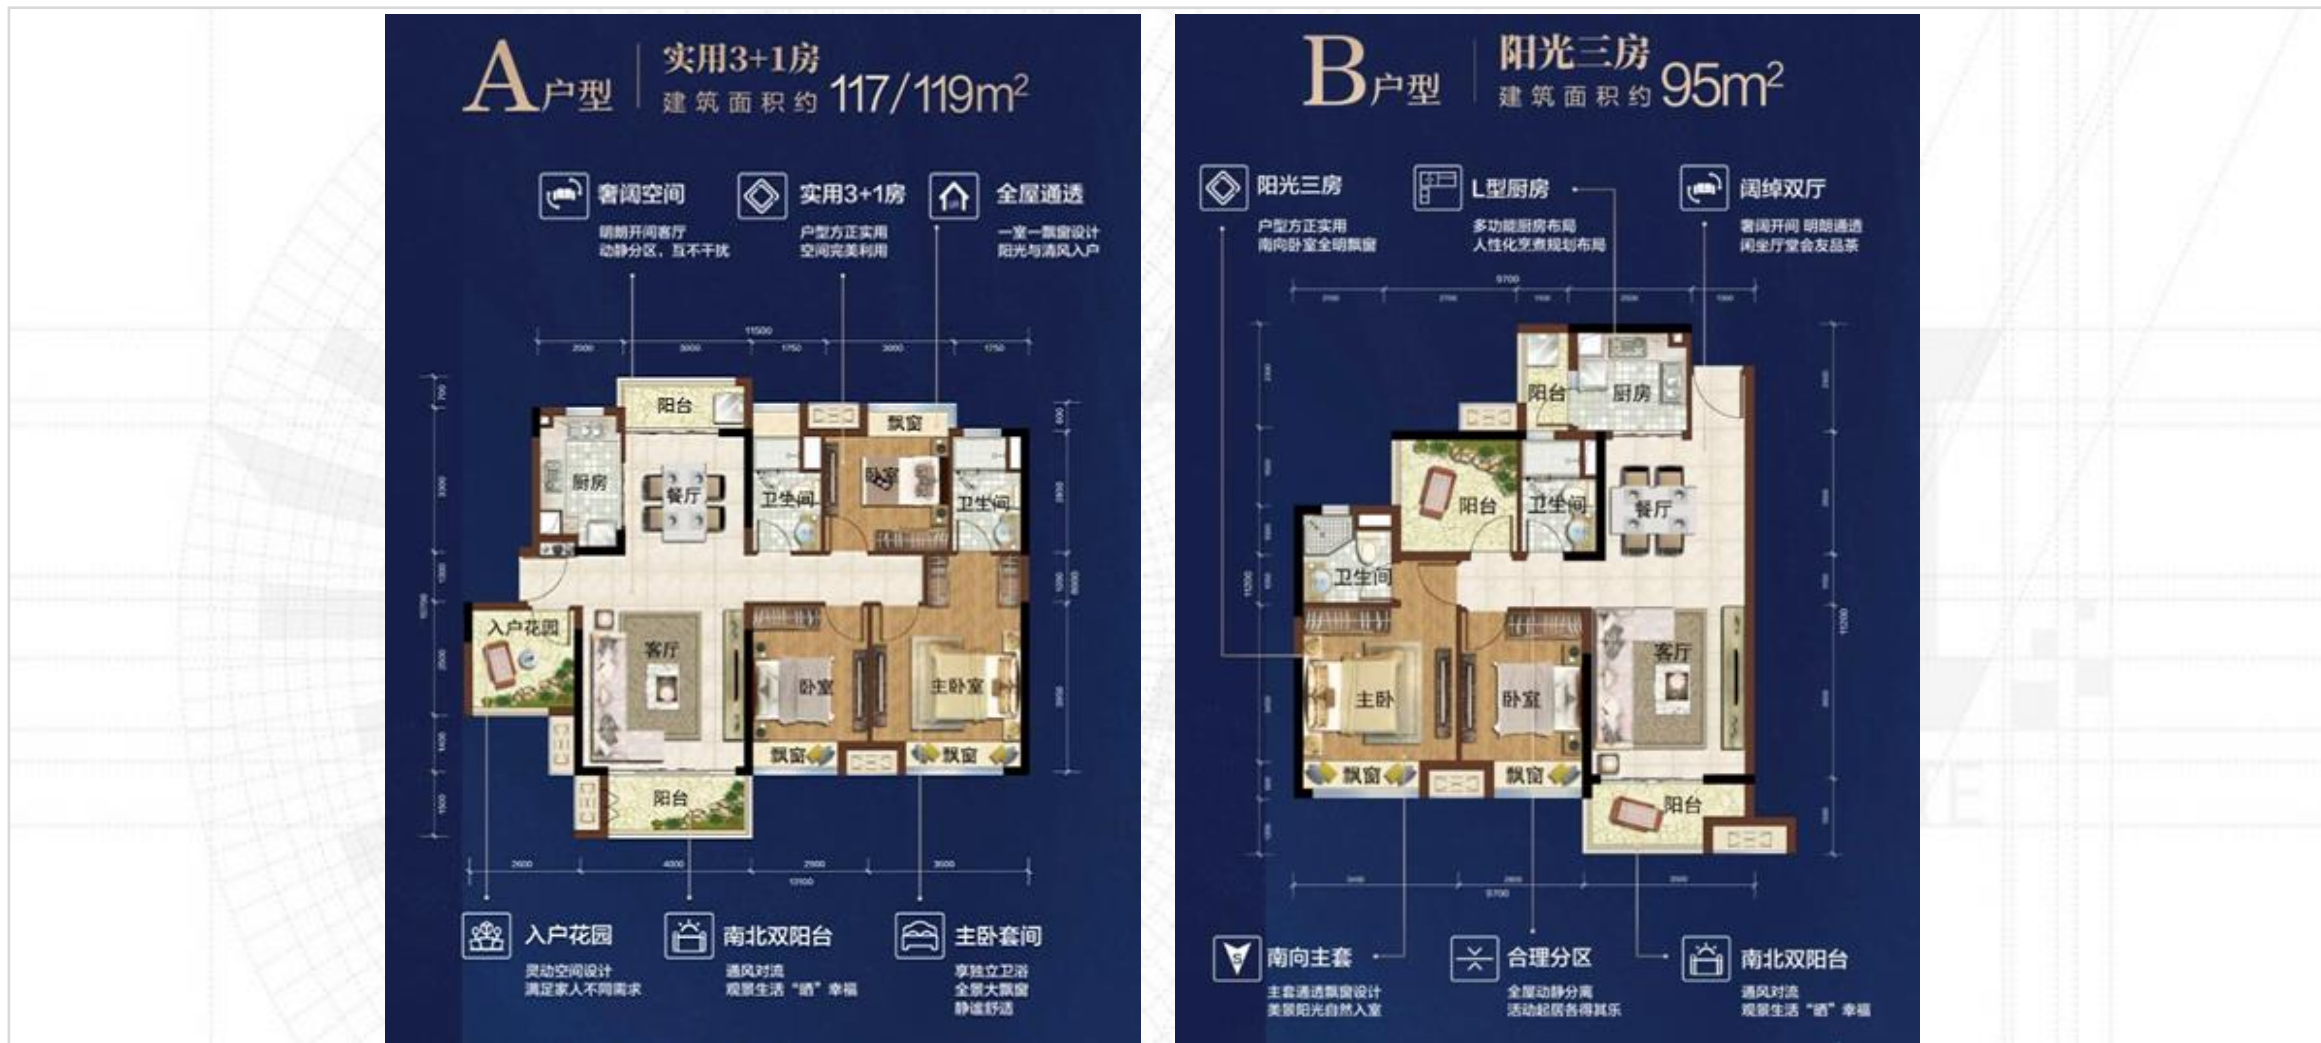 A户型
实用3+1房
建筑面积约 117/119m²
奢阔空间
明朗开间客厅
动静分区，互不干扰
实用3+1房
户型方正实用
空间完美利用
全屋通透
一室一飘窗设计
阳光与清风入户
11500
2000 3000 1750 3000 1750
阳台
飘窗
厨房
餐厅
卫生间
卧室
卫生间
入户花园
客厅
卧室
主卧室
飘窗
飘窗
阳台
2600 4000 2900 3600
13100
入户花园
灵动空间设计
满足家人不同需求
南北双阳台
通风对流
观景生活“晒”幸福
主卧套间
享独立卫浴
全景大飘窗
静谧舒适
B户型
阳光三房
建筑面积约 95m²
阳光三房
户型方正实用
南向卧室全明飘窗
L型厨房
多功能厨房布局
人性化烹煮规划布局
阔绰双厅
奢阔开间 明朗通透
闲坐厅堂会友品茶
9700
阳台
厨房
阳台
卫生间
餐厅
卫生间
主卧
卧室
客厅
飘窗
飘窗
阳台
9700
11200
11200
南向主套
主套通透飘窗设计
美景阳光自然入室
合理分区
全屋动静分离
活动起居各得其乐
南北双阳台
通风对流
观景生活“晒”幸福